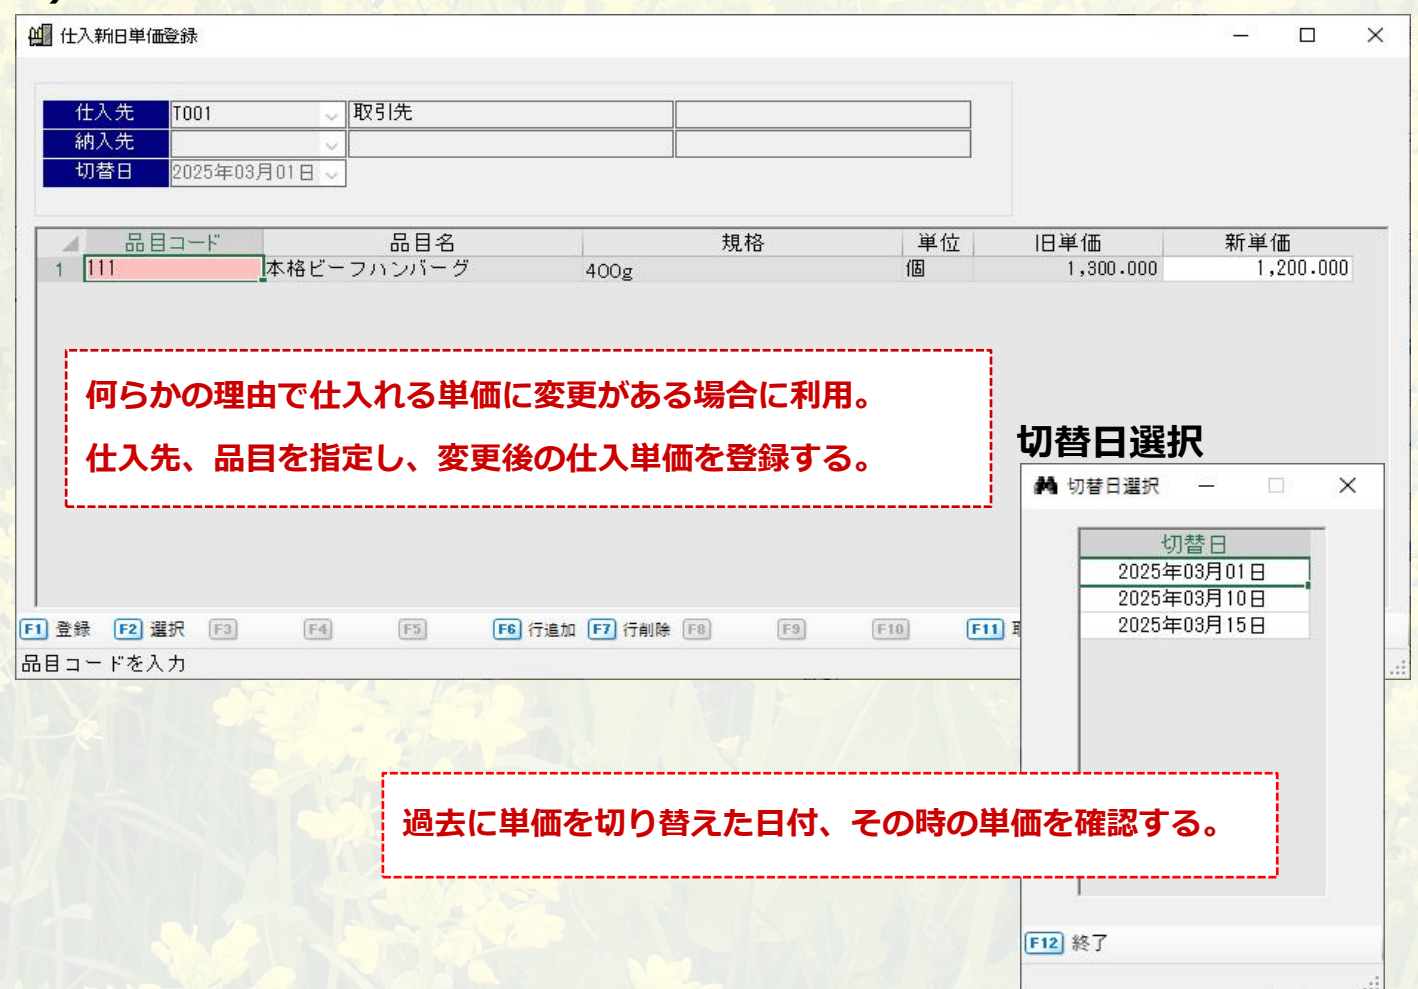 仕入新旧単価登録
仕入先 T001 取引先
納入先
切替日 2025年03月01日
品目コード 品目名 規格 単位 旧単価 新単価
1 111 本格ビーフハンバーグ 400g 個 1,300.000 1,200.000
何らかの理由で仕入れる単価に変更がある場合に利用。
仕入先、品目を指定し、変更後の仕入単価を登録する。
F1 登録 F2 選択 F3 F4 F5 F6 行追加 F7 行削除 F8 F9 F10 F11
品目コードを入力
切替日選択
切替日選択
切替日
2025年03月01日
2025年03月10日
2025年03月15日
過去に単価を切り替えた日付、その時の単価を確認する。
F12 終了